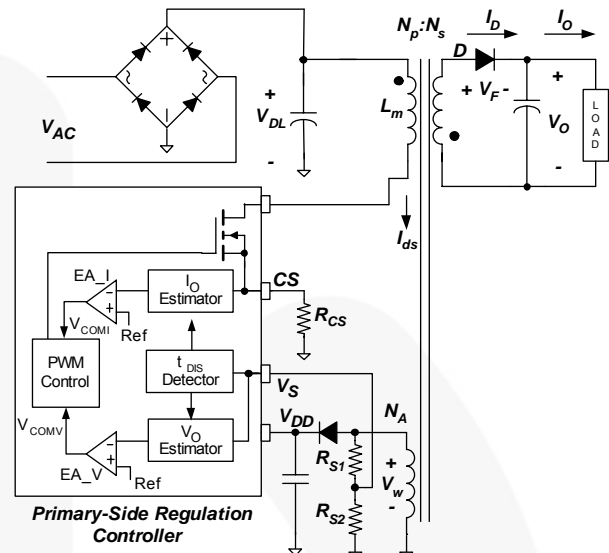 Np:Ns
ID
IO
D
+ VF -
+
VDL
-
Lm
+
VO
-
LOAD
VAC
Ids
EA_I
IO
Estimator
CS
RCS
VCOMI
Ref
PWM
Control
tDIS
Detector
VS
VCOMV
VO
Estimator
VDD
NA
EA_V
Ref
RS1
RS2
+
Vw
-
Primary-Side Regulation
Controller